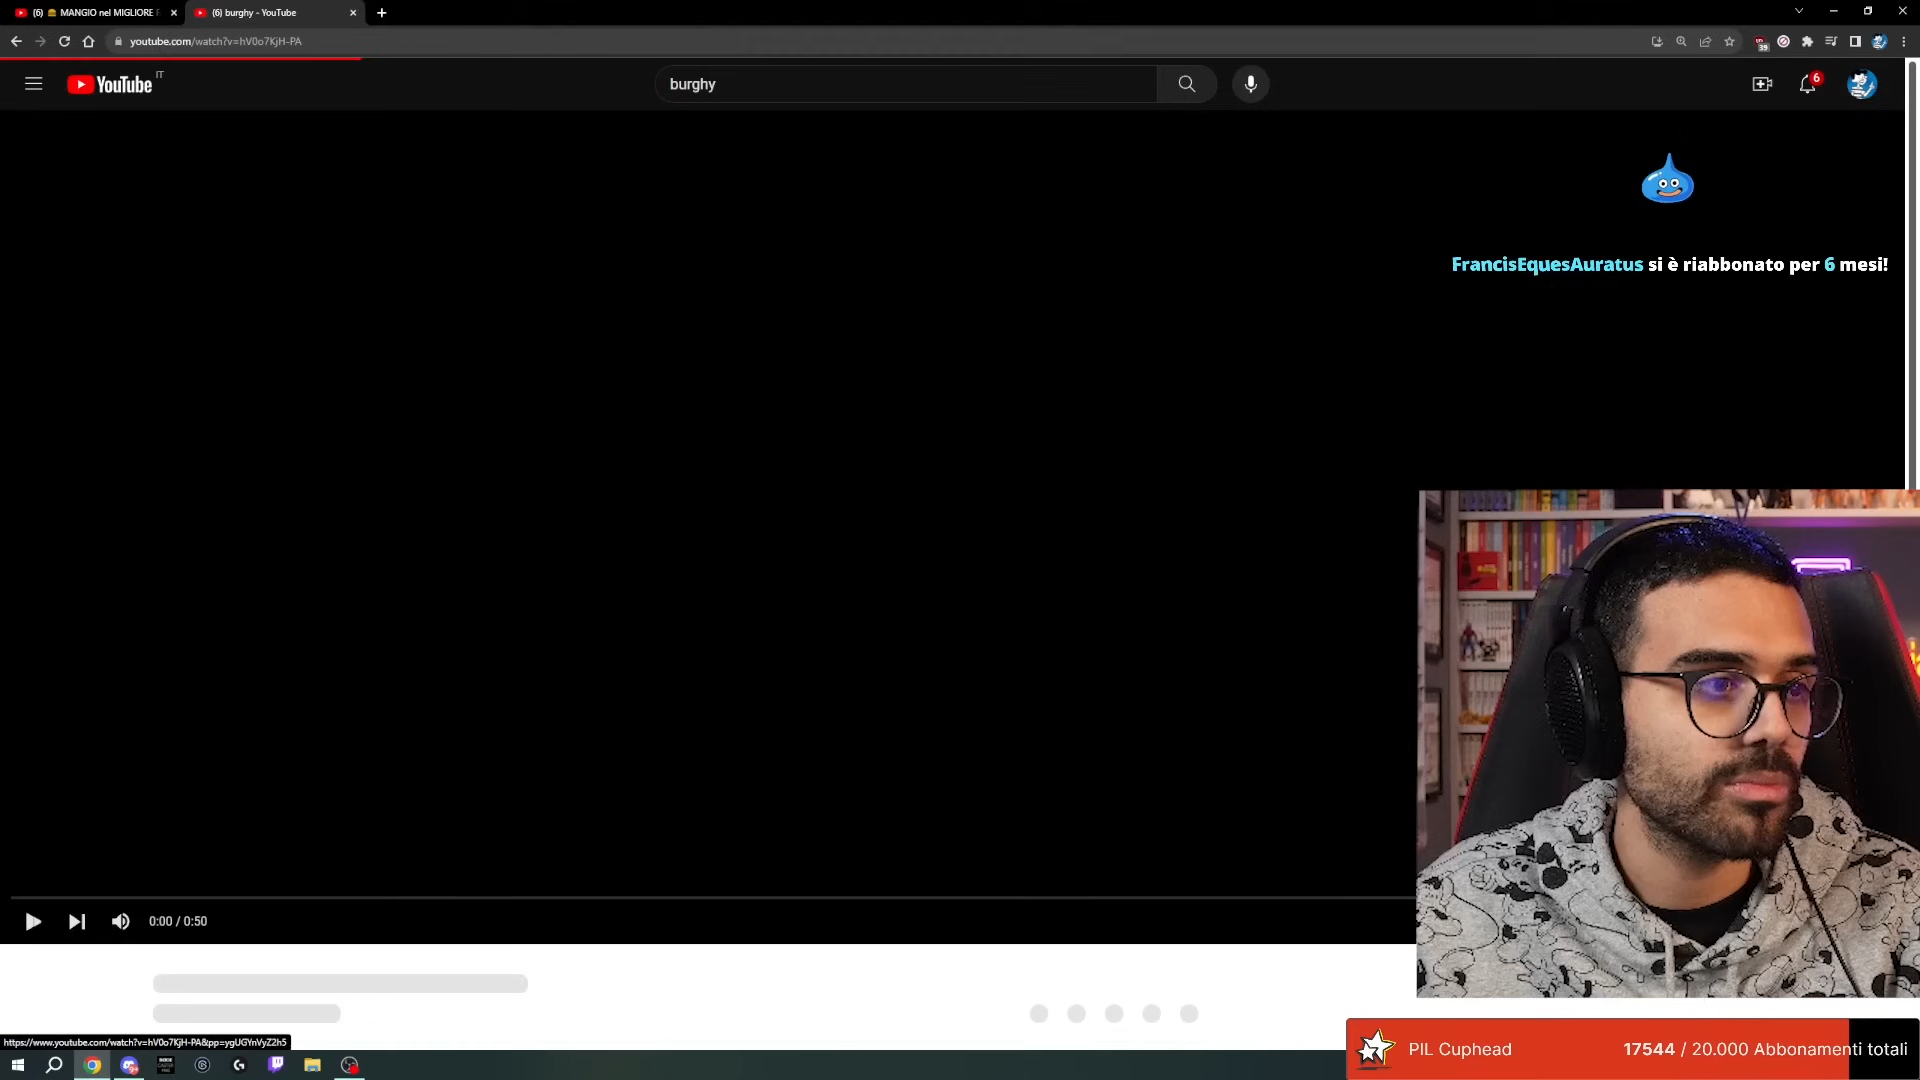 (6) 🍔 MANGIO nel MIGLIORE F
(6) burghy - YouTube
youtube.com/watch?v=hV0o7KjH-PA
39
YouTube IT
burghy
6
FrancisEquesAuratus si è riabbonato per 6 mesi!
0:00 / 0:50
https://www.youtube.com/watch?v=hV0o7KjH-PA&pp=ygUGYnVyZ2h5
PIL Cuphead 17544 / 20.000 Abbonamenti totali